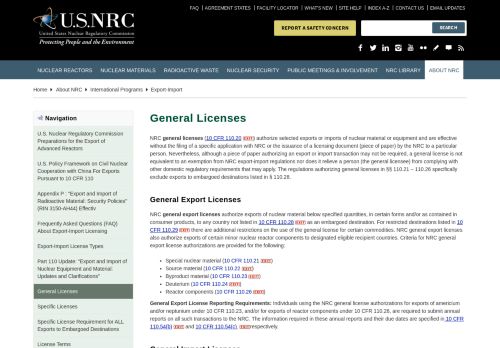 FAQ | AGREEMENT STATES | FACILITY LOCATOR | WHAT'S NEW | SITE HELP | INDEX A-Z | CONTACT US | EMAIL UPDATES
U.S.NRC
United States Nuclear Regulatory Commission
Protecting People and the Environment
REPORT A SAFETY CONCERN
SEARCH
NUCLEAR REACTORS NUCLEAR MATERIALS RADIOACTIVE WASTE NUCLEAR SECURITY PUBLIC MEETINGS & INVOLVEMENT NRC LIBRARY ABOUT NRC
Home About NRC International Programs Export-Import
Navigation
U.S. Nuclear Regulatory Commission
Preparations for the Export of
Advanced Reactors
U.S. Policy Framework on Civil Nuclear
Cooperation with China For Exports
Pursuant to 10 CFR 110
Appendix P : "Export and Import of
Radioactive Material: Security Policies"
(RIN 3150-AH44) Effective
Frequently Asked Questions (FAQ)
About Export-Import Licensing
Export-Import License Types
Part 110 Update: "Export and Import of
Nuclear Equipment and Material:
Updates and Clarifications"
General Licenses
Specific Licenses
Specific License Requirement for ALL
Exports to Embargoed Destinations
License Terms
General Licenses
NRC general licenses (10 CFR 110.20 EXIT) authorize selected exports or imports of nuclear material or equipment and are effective
without the filing of a specific application with NRC or the issuance of a licensing document (piece of paper) by the NRC to a particular
person. Nevertheless, although a piece of paper authorizing an export or import transaction may not be required, a general license is not
equivalent to an exemption from NRC export-import regulations nor does it relieve a person (the general licensee) from complying with
other domestic regulatory requirements that may apply. The regulations authorizing general licenses in §§ 110.21 – 110.26 specifically
exclude exports to embargoed destinations listed in § 110.28.
General Export Licenses
NRC general export licenses authorize exports of nuclear material below specified quantities, in certain forms and/or as contained in
consumer products, to any country not listed in 10 CFR 110.28 EXIT as an embargoed destination. For restricted destinations listed in 10
CFR 110.29 EXIT there are additional restrictions on the use of the general license for certain commodities. NRC general export licenses
also authorize exports of certain minor nuclear reactor components to designated eligible recipient countries. Criteria for NRC general
export license authorizations are provided for the following:
• Special nuclear material (10 CFR 110.21 EXIT)
• Source material (10 CFR 110.22 EXIT)
• Byproduct material (10 CFR 110.23 EXIT)
• Deuterium (10 CFR 110.24 EXIT)
• Reactor components (10 CFR 110.26 EXIT)
General Export License Reporting Requirements: Individuals using the NRC general license authorizations for exports of americium
and/or neptunium under 10 CFR 110.23, and/or for exports of reactor components under 10 CFR 110.26, are required to submit annual
reports on all such transactions to the NRC. The information required in these annual reports and their due dates are specified in 10 CFR
110.54(b) EXIT and 10 CFR 110.54(c) EXIT respectively.